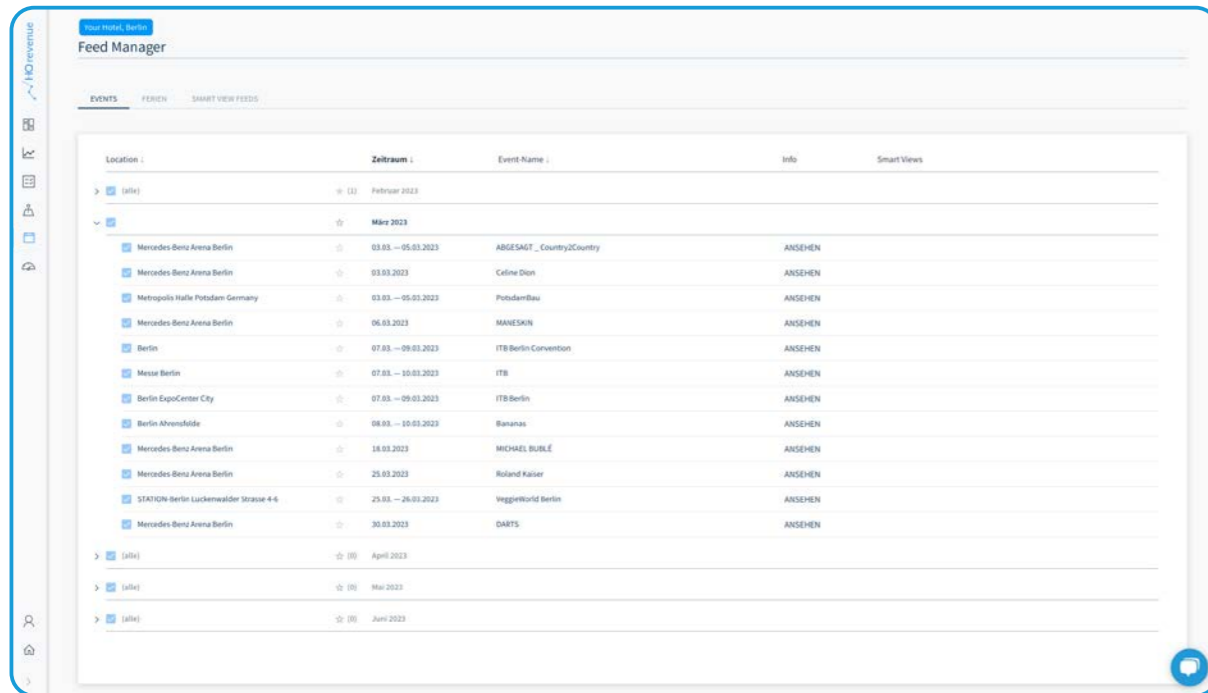 HQ revenue
Your Hotel, Berlin
Feed Manager
EVENTS FERIEN SMART VIEW FEEDS
Location ↓ Zeitraum ↓ Event-Name ↓ Info Smart Views
(alle) (1) Februar 2023
März 2023
Mercedes-Benz Arena Berlin 03.03. — 05.03.2023 ABGESAGT _ Country2Country ANSEHEN
Mercedes-Benz Arena Berlin 03.03.2023 Celine Dion ANSEHEN
Metropolis Halle Potsdam Germany 03.03. — 05.03.2023 PotsdamBau ANSEHEN
Mercedes-Benz Arena Berlin 06.03.2023 MANESKIN ANSEHEN
Berlin 07.03. — 09.03.2023 ITB Berlin Convention ANSEHEN
Messe Berlin 07.03. — 10.03.2023 ITB ANSEHEN
Berlin ExpoCenter City 07.03. — 09.03.2023 ITB Berlin ANSEHEN
Berlin Ahrensfelde 08.03. — 10.03.2023 Bananas ANSEHEN
Mercedes-Benz Arena Berlin 18.03.2023 MICHAEL BUBLÉ ANSEHEN
Mercedes-Benz Arena Berlin 25.03.2023 Roland Kaiser ANSEHEN
STATION-Berlin Luckenwalder Strasse 4-6 25.03. — 26.03.2023 VeggieWorld Berlin ANSEHEN
Mercedes-Benz Arena Berlin 30.03.2023 DARTS ANSEHEN
(alle) (0) April 2023
(alle) (0) Mai 2023
(alle) (0) Juni 2023